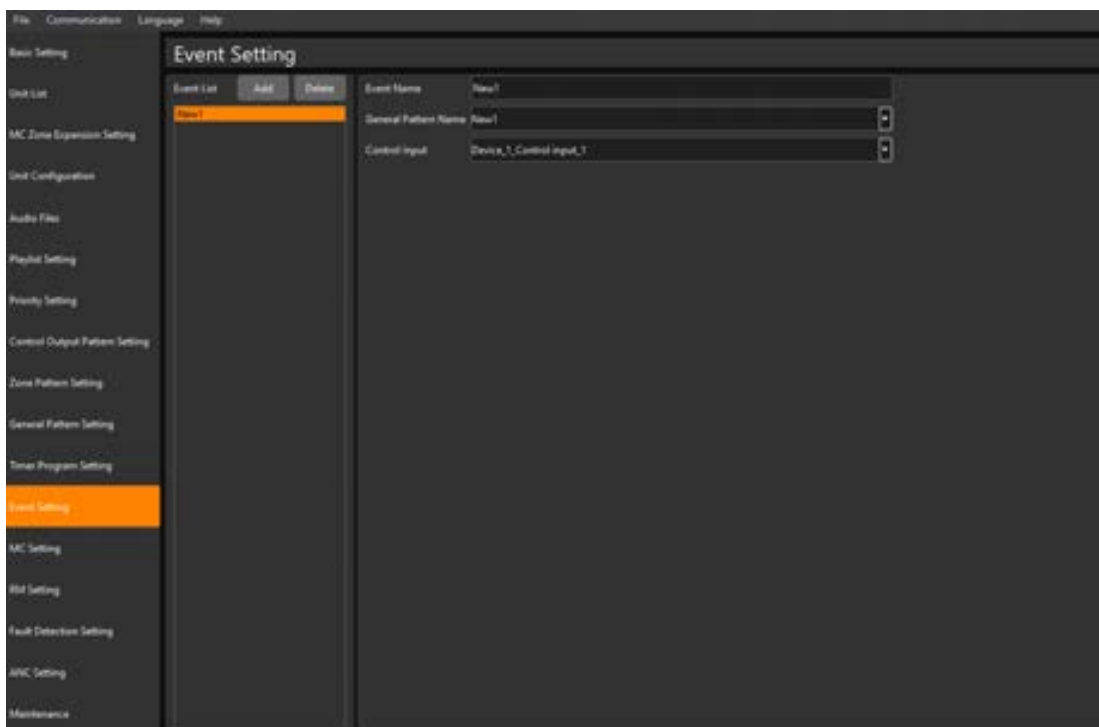 File Communication Language Help
Basic Setting
Unit List
MC Zone Expansion Setting
Unit Configuration
Audio Files
Playlist Setting
Priority Setting
Control Output Pattern Setting
Zone Pattern Setting
General Pattern Setting
Timer Program Setting
Event Setting
MC Setting
RM Setting
Fault Detection Setting
ANC Setting
Maintenance
Event Setting
Event List Add Delete
New1
Event Name New1
General Pattern Name New1
Control Input Device_1_Control input_1